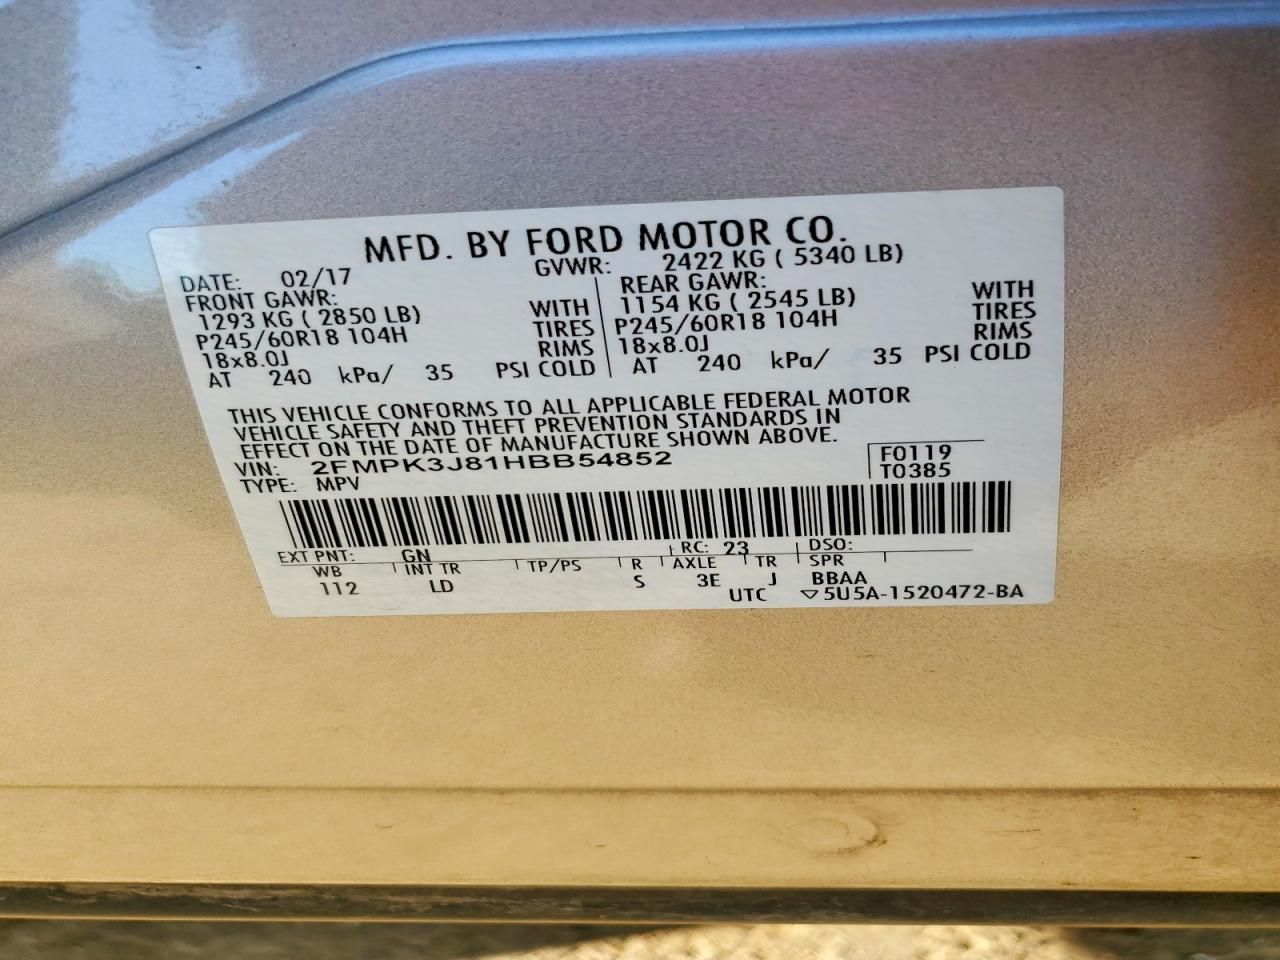 MFD. BY FORD MOTOR CO.
DATE: 02/17 GVWR: 2422 KG ( 5340 LB)
FRONT GAWR: REAR GAWR:
1293 KG ( 2850 LB) WITH 1154 KG ( 2545 LB) WITH
P245/60R18 104H TIRES P245/60R18 104H TIRES
18x8.0J RIMS 18x8.0J RIMS
AT 240 kPa/ 35 PSI COLD AT 240 kPa/ 35 PSI COLD
THIS VEHICLE CONFORMS TO ALL APPLICABLE FEDERAL MOTOR
VEHICLE SAFETY AND THEFT PREVENTION STANDARDS IN
EFFECT ON THE DATE OF MANUFACTURE SHOWN ABOVE.
VIN: 2FMPK3J81HBB54852 F0119
TYPE: MPV T0385
EXT PNT: GN RC: 23 DSO:
WB INT TR TP/PS R AXLE TR SPR
112 LD S 3E J BBAA
UTC ▽5U5A-1520472-BA